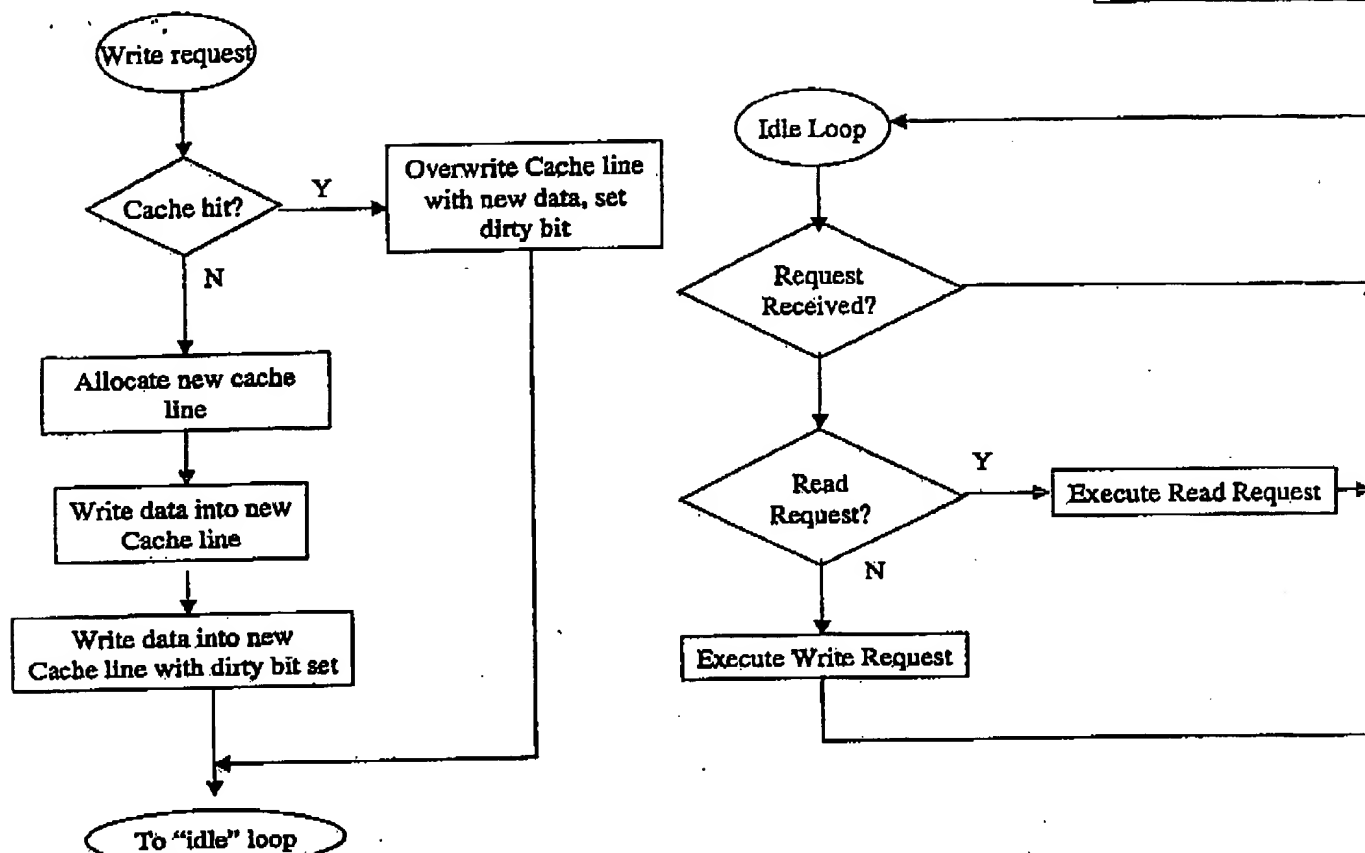 Write request
Cache hit?
Y
Overwrite Cache line
with new data, set
dirty bit
N
Allocate new cache
line
Write data into new
Cache line
Write data into new
Cache line with dirty bit set
To “idle” loop
Idle Loop
Request
Received?
Read
Request?
Y
Execute Read Request
N
Execute Write Request